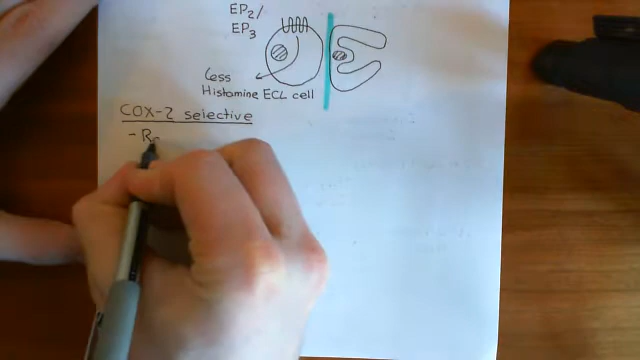 EP2/
EP3
Less
Histamine ECL cell
COX-2 selective
- R